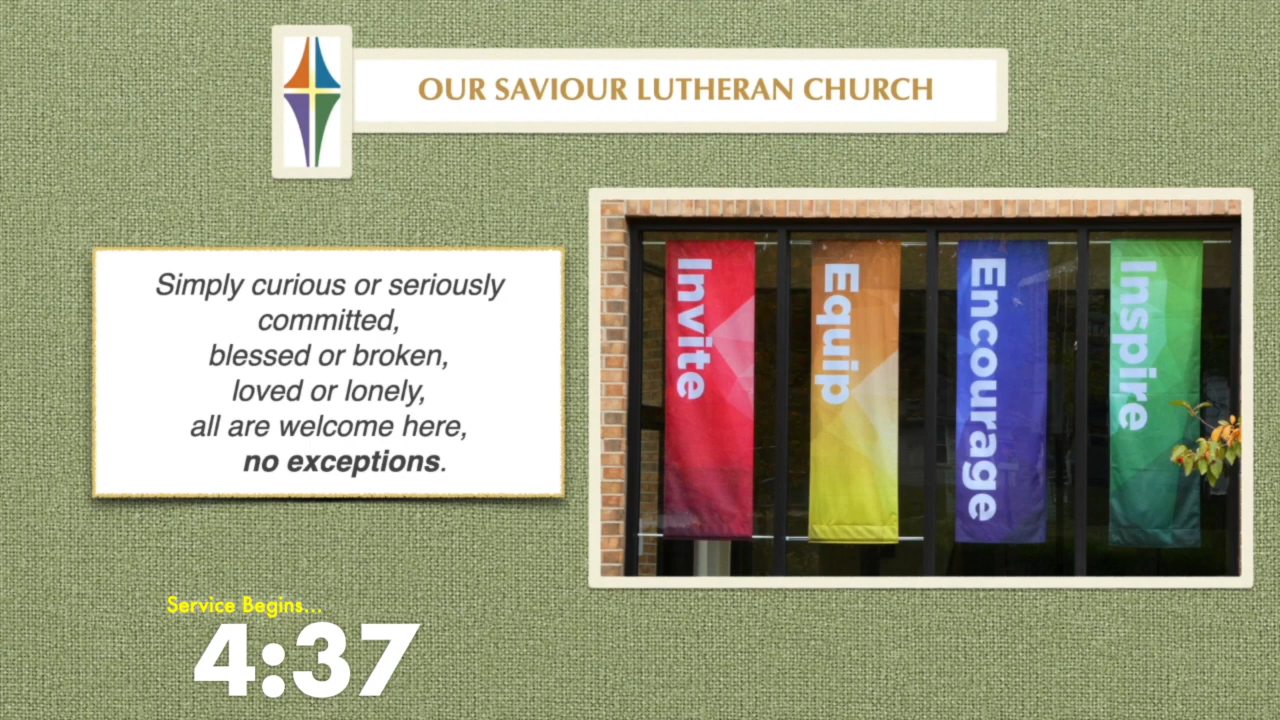 OUR SAVIOUR LUTHERAN CHURCH
Simply curious or seriously
committed,
blessed or broken,
loved or lonely,
all are welcome here,
no exceptions.
Invite
Equip
Encourage
Inspire
Service Begins...
4:37